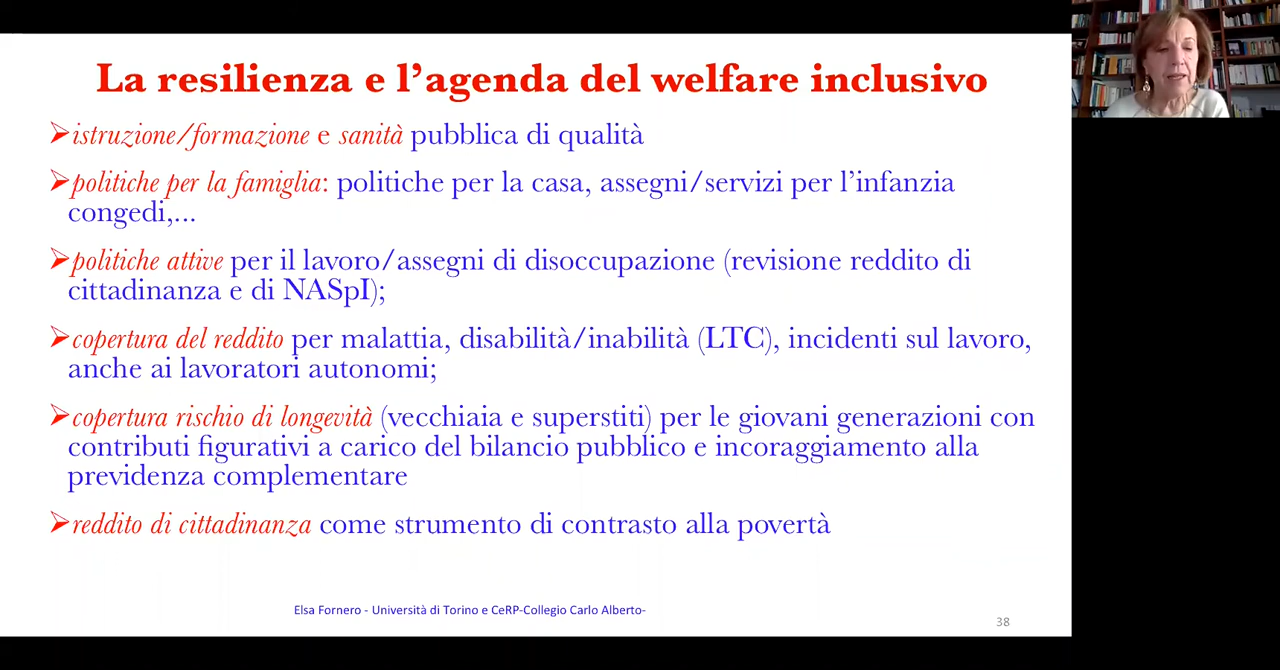 La resilienza e l’agenda del welfare inclusivo
➢istruzione/formazione e sanità pubblica di qualità
➢politiche per la famiglia: politiche per la casa, assegni/servizi per l’infanzia
congedi,...
➢politiche attive per il lavoro/assegni di disoccupazione (revisione reddito di
cittadinanza e di NASpI);
➢copertura del reddito per malattia, disabilità/inabilità (LTC), incidenti sul lavoro,
anche ai lavoratori autonomi;
➢copertura rischio di longevità (vecchiaia e superstiti) per le giovani generazioni con
contributi figurativi a carico del bilancio pubblico e incoraggiamento alla
previdenza complementare
➢reddito di cittadinanza come strumento di contrasto alla povertà
Elsa Fornero - Università di Torino e CeRP-Collegio Carlo Alberto-
38